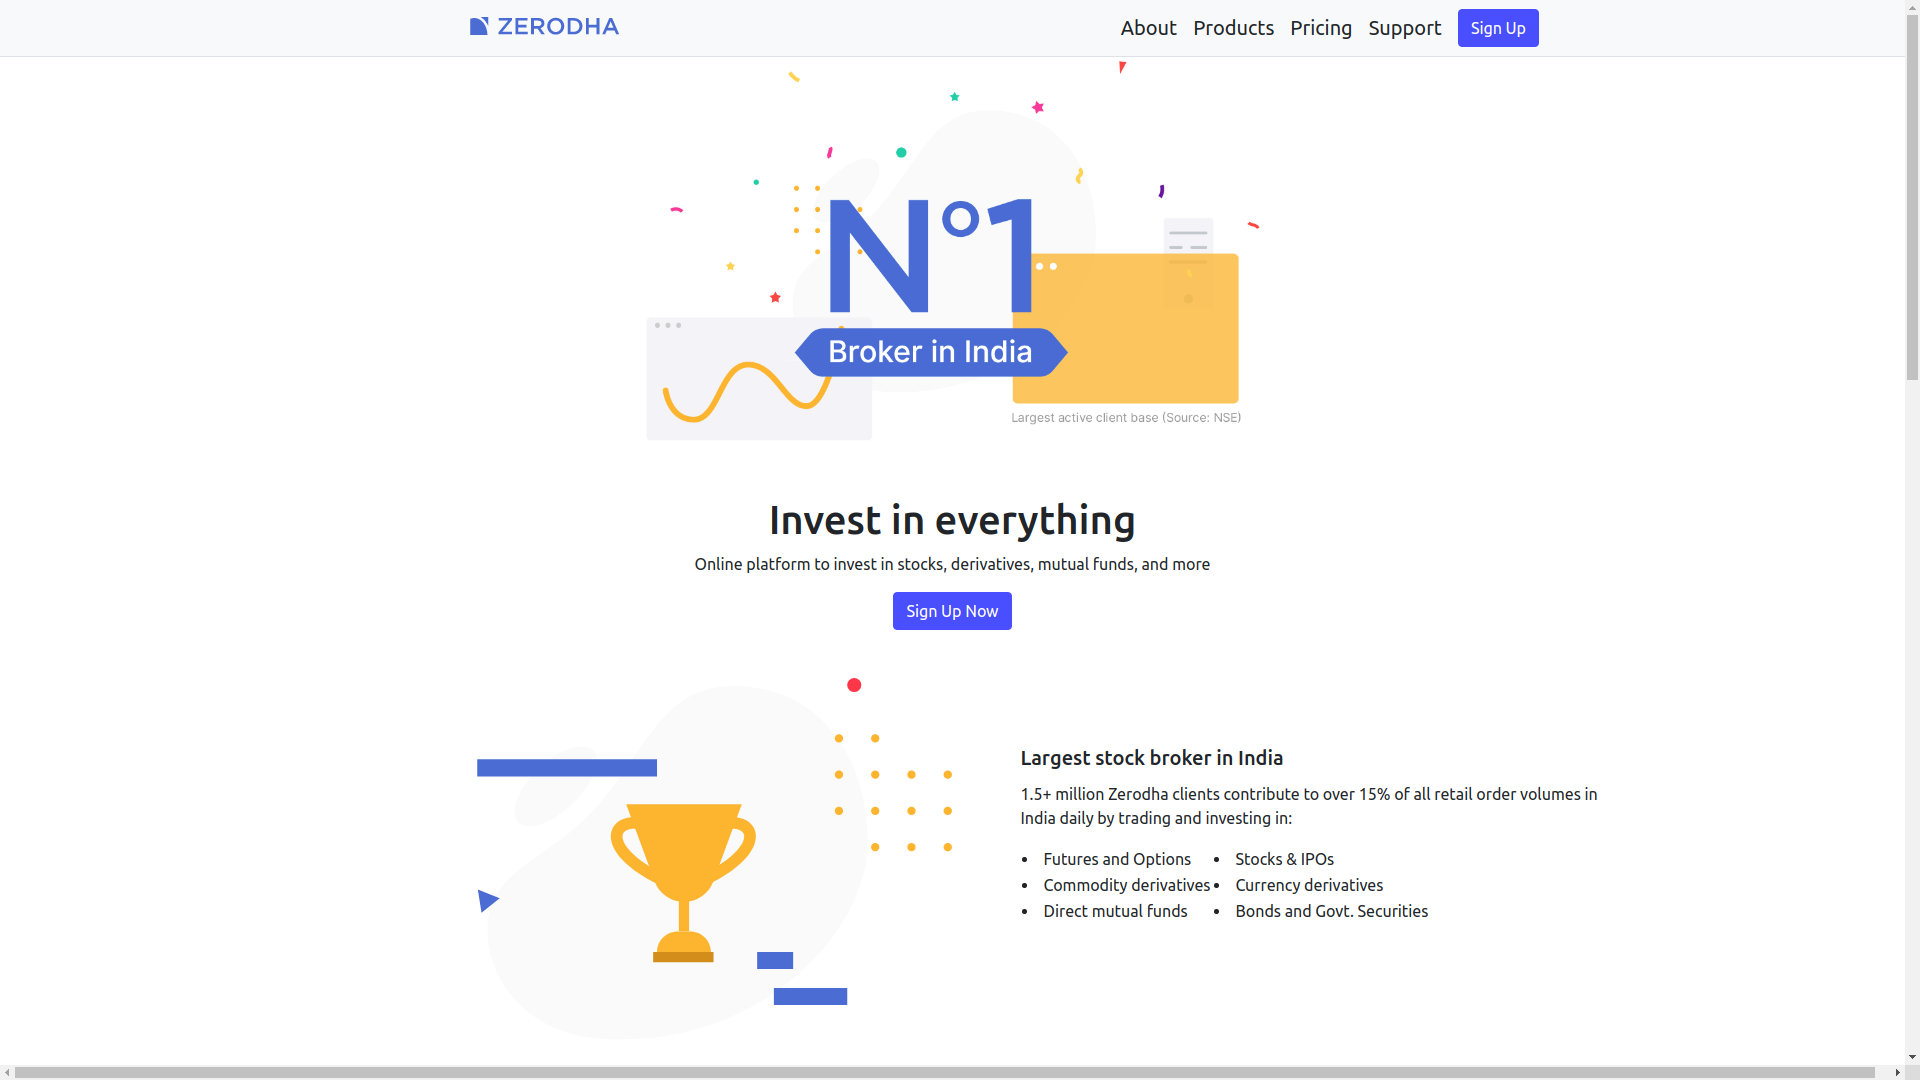 ZERODHA
About Products Pricing Support Sign Up
N°1
Broker in India
Largest active client base (Source: NSE)
Invest in everything
Online platform to invest in stocks, derivatives, mutual funds, and more
Sign Up Now
Largest stock broker in India
1.5+ million Zerodha clients contribute to over 15% of all retail order volumes in
India daily by trading and investing in:
• Futures and Options
• Commodity derivatives
• Direct mutual funds
• Stocks & IPOs
• Currency derivatives
• Bonds and Govt. Securities